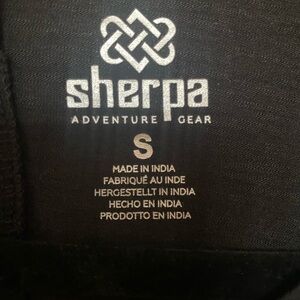 sherpa
ADVENTURE GEAR
S
MADE IN INDIA
FABRIQUÉ AU INDE
HERGESTELLT IN INDIA
HECHO EN INDIA
PRODOTTO EN INDIA